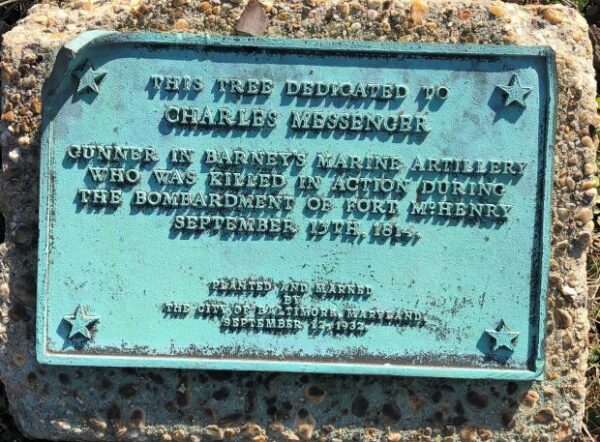 THIS TREE DEDICATED TO
CHARLES MESSENGER
GUNNER IN BARNEY'S MARINE ARTILLERY
WHO WAS KILLED IN ACTION DURING
THE BOMBARDMENT OF FORT McHENRY
SEPTEMBER 13TH, 1814.
PLANTED AND MARKED
BY
THE CITY OF BALTIMORE, MARYLAND,
SEPTEMBER 12, 1932.